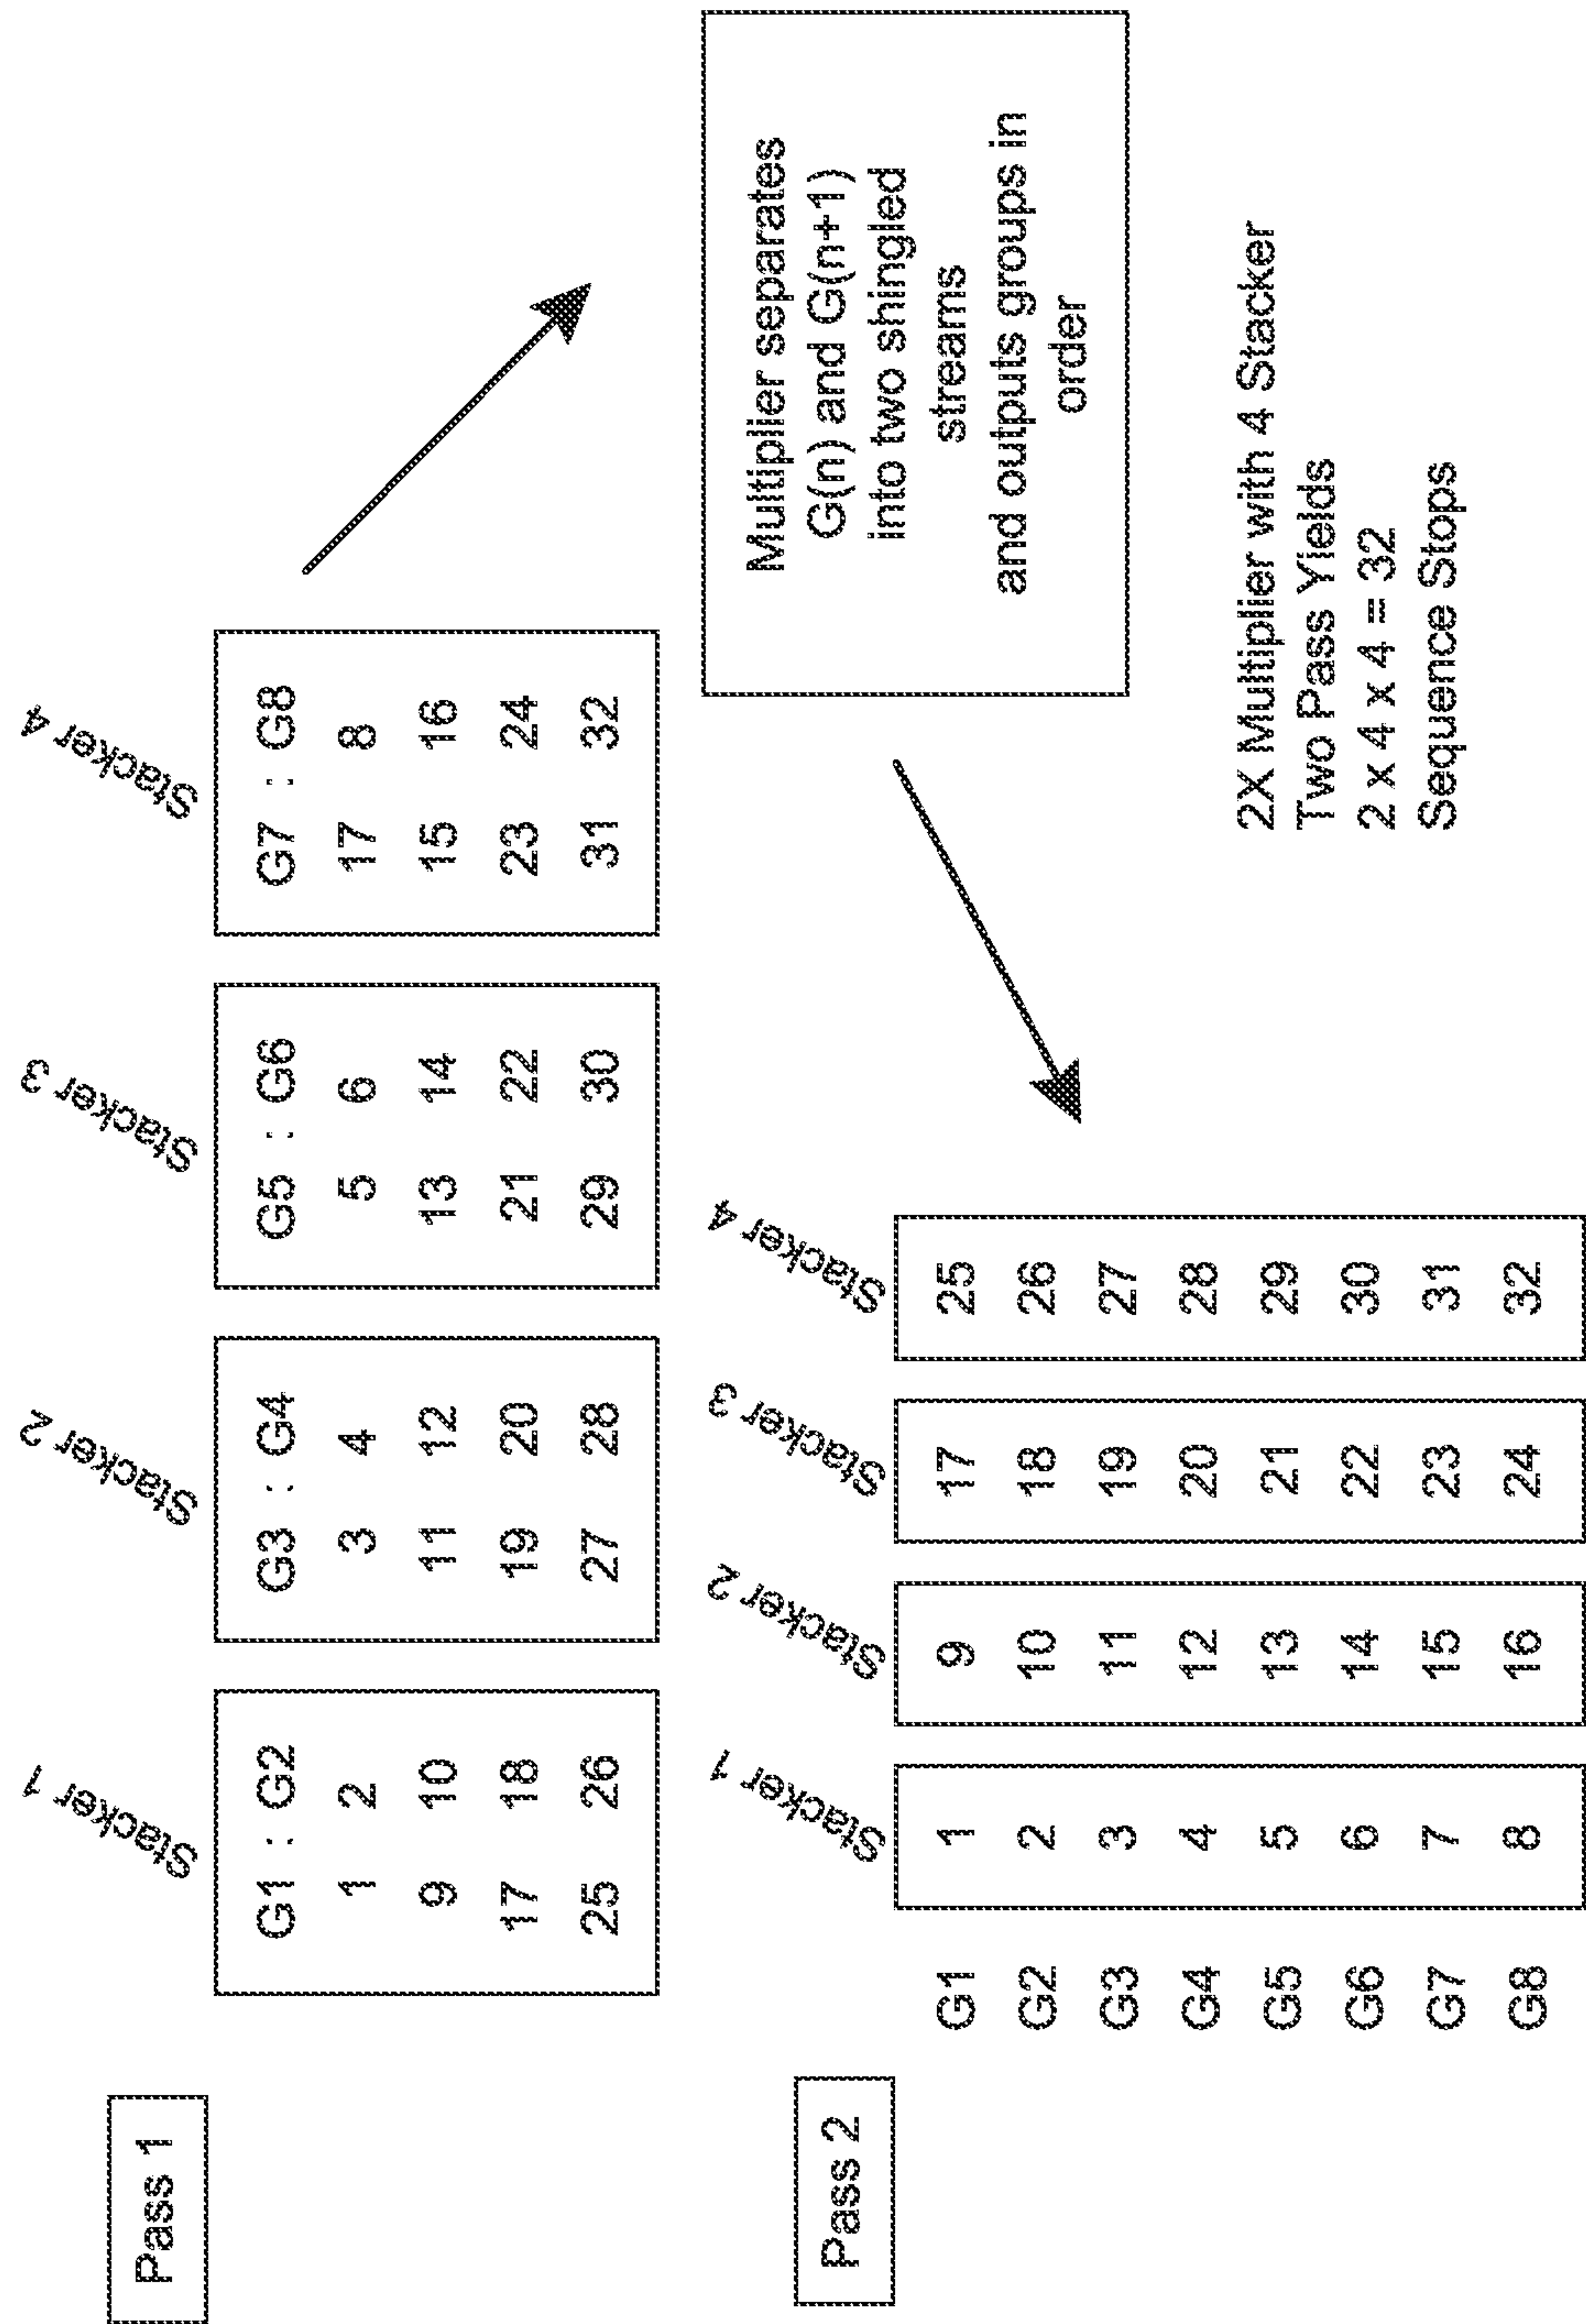 Pass 1
Stacker 1
Stacker 2
Stacker 3
Stacker 4
G1 : G2
1 2
9 10
17 18
25 26
G3 : G4
3 4
11 12
19 20
27 28
G5 : G6
5 6
13 14
21 22
29 30
G7 : G8
17 8
15 16
23 24
31 32
Multiplier separates
G(n) and G(n+1)
into two shingled
streams
and outputs groups in
order
Pass 2
Stacker 1
Stacker 2
Stacker 3
Stacker 4
G1 1 9 17 25
G2 2 10 18 26
G3 3 11 19 27
G4 4 12 20 28
G5 5 13 21 29
G6 6 14 22 30
G7 7 15 23 31
G8 8 16 24 32
2X Multiplier with 4 Stacker
Two Pass Yields
2 x 4 x 4 = 32
Sequence Stops